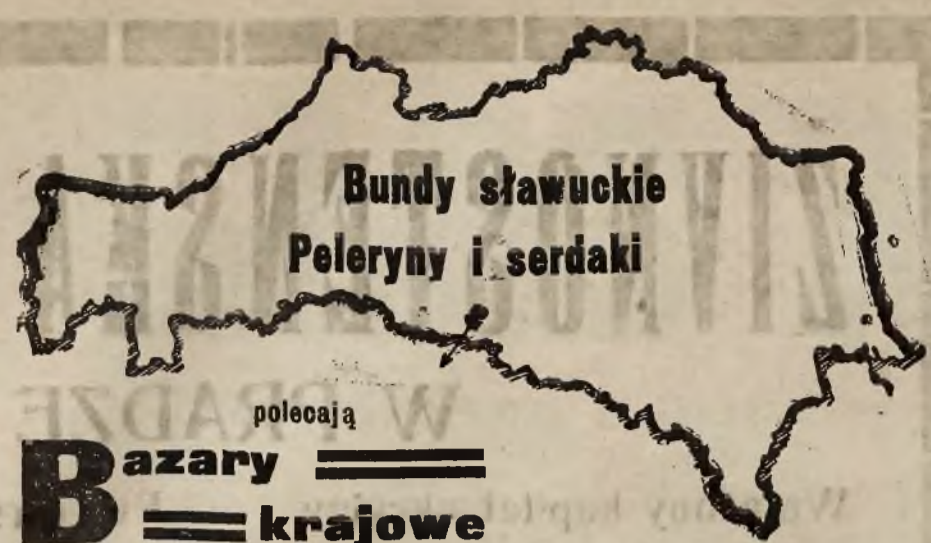 Bundy sławuckie
Peleryny i serdaki
polecają
Bazary
krajowe